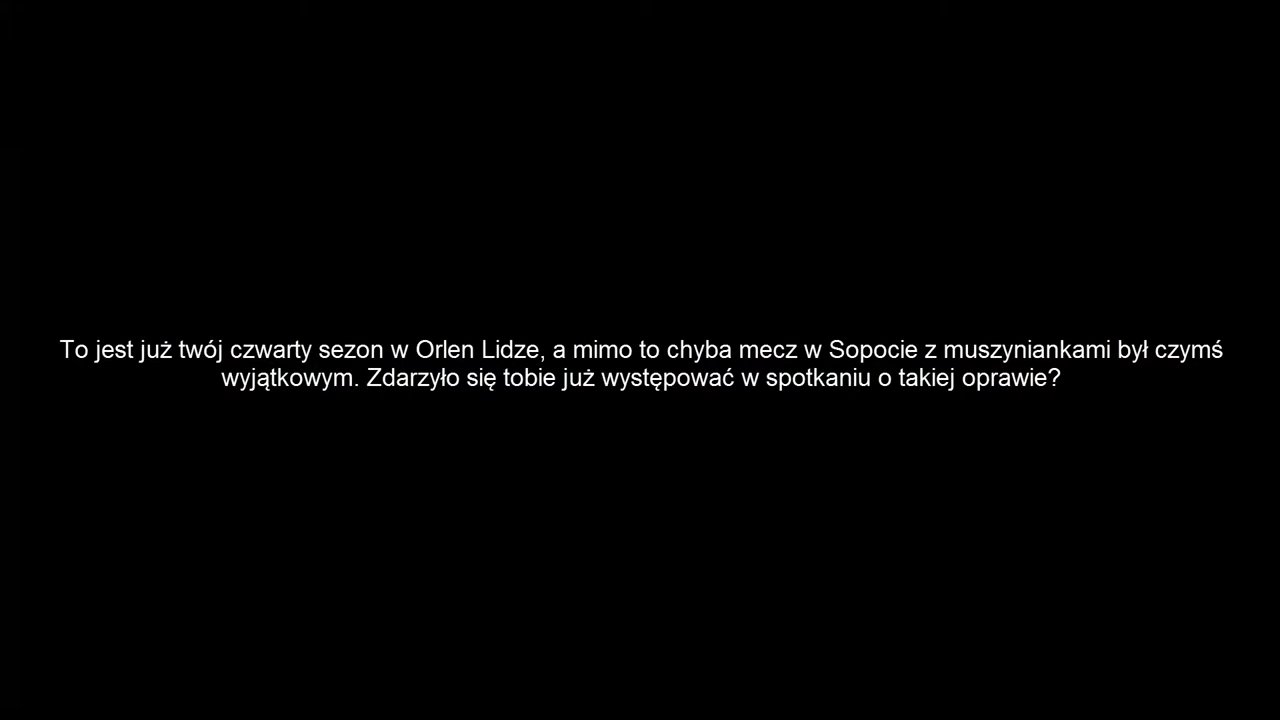 To jest już twój czwarty sezon w Orlen Lidze, a mimo to chyba mecz w Sopocie z muszyniankami był czymś
wyjątkowym. Zdarzyło się tobie już występować w spotkaniu o takiej oprawie?